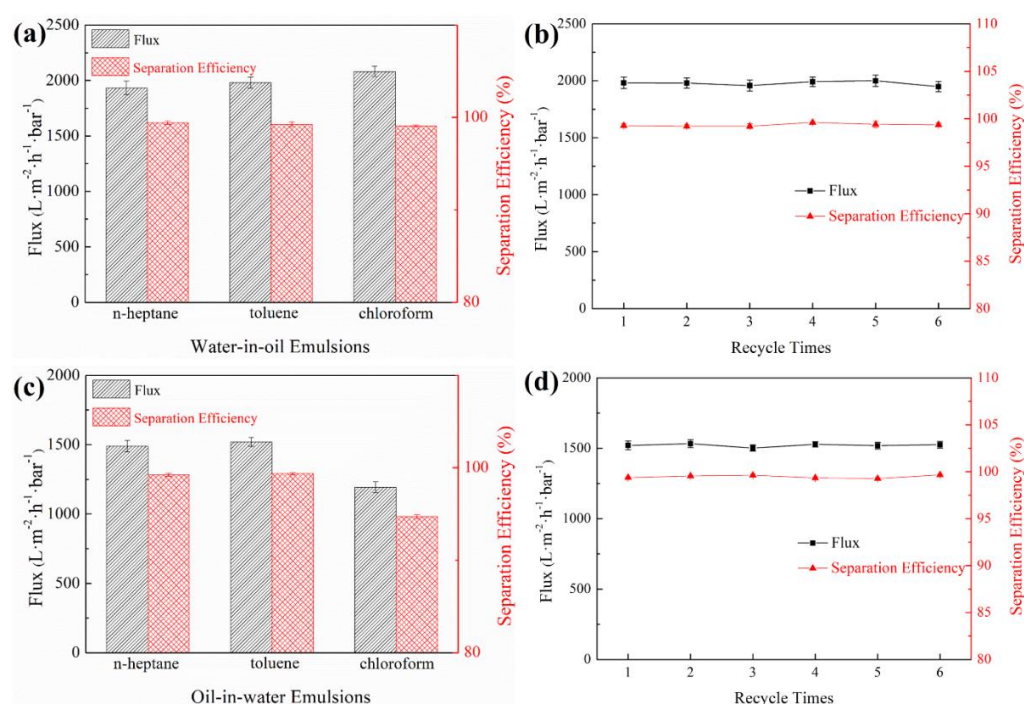 (a)
Flux
Separation Efficiency
2500
2000
1500
1000
500
0
Flux (L·m⁻²·h⁻¹·bar⁻¹)
100
80
Separation Efficiency (%)
n-heptane toluene chloroform
Water-in-oil Emulsions
(b)
2500
2000
1500
1000
500
0
Flux (L·m⁻²·h⁻¹·bar⁻¹)
Flux
Separation Efficiency
110
105
100
95
90
85
80
Separation Efficiency (%)
1 2 3 4 5 6
Recycle Times
(c)
Flux
Separation Efficiency
2000
1500
1000
500
0
Flux (L·m⁻²·h⁻¹·bar⁻¹)
100
80
Separation Efficiency (%)
n-heptane toluene chloroform
Oil-in-water Emulsions
(d)
2000
1500
1000
500
0
Flux (L·m⁻²·h⁻¹·bar⁻¹)
Flux
Separation Efficiency
110
105
100
95
90
85
80
Separation Efficiency (%)
1 2 3 4 5 6
Recycle Times